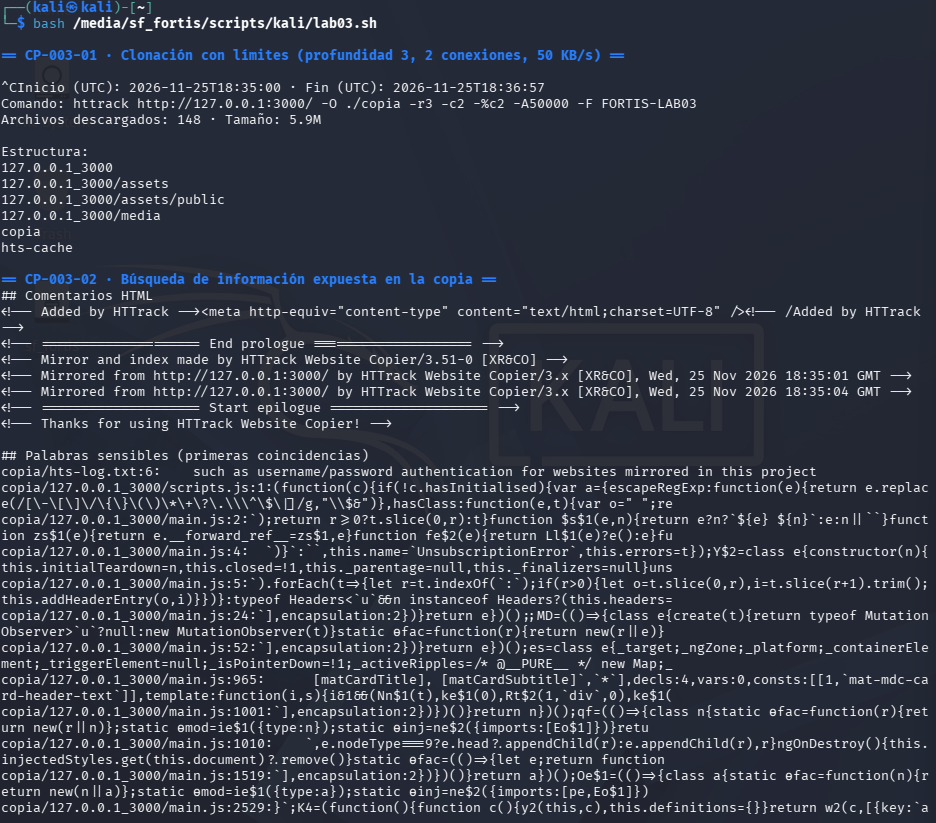 ┌──(kali㉿kali)-[~]
└─$ bash /media/sf_fortis/scripts/kali/lab03.sh
== CP-003-01 · Clonación con límites (profundidad 3, 2 conexiones, 50 KB/s) ==
^CInicio (UTC): 2026-11-25T18:35:00 · Fin (UTC): 2026-11-25T18:36:57
Comando: httrack http://127.0.0.1:3000/ -O ./copia -r3 -c2 -%c2 -A50000 -F FORTIS-LAB03
Archivos descargados: 148 · Tamaño: 5.9M
Estructura:
127.0.0.1_3000
127.0.0.1_3000/assets
127.0.0.1_3000/assets/public
127.0.0.1_3000/media
copia
hts-cache
== CP-003-02 · Búsqueda de información expuesta en la copia ==
## Comentarios HTML
<!-- Added by HTTrack --><meta http-equiv="content-type" content="text/html;charset=UTF-8" /><!-- /Added by HTTrack
-->
<!-- ==================== End prologue ==================== -->
<!-- Mirror and index made by HTTrack Website Copier/3.51-0 [XR&CO] -->
<!-- Mirrored from http://127.0.0.1:3000/ by HTTrack Website Copier/3.x [XR&CO], Wed, 25 Nov 2026 18:35:01 GMT -->
<!-- Mirrored from http://127.0.0.1:3000/ by HTTrack Website Copier/3.x [XR&CO], Wed, 25 Nov 2026 18:35:04 GMT -->
<!-- ==================== Start epilogue ==================== -->
<!-- Thanks for using HTTrack Website Copier! -->
## Palabras sensibles (primeras coincidencias)
copia/hts-log.txt:6:    such as username/password authentication for websites mirrored in this project
copia/127.0.0.1_3000/scripts.js:1:(function(c){if(!c.hasInitialised){var a={escapeRegExp:function(e){return e.replac
e(/[\-\[\]\/\{\}\(\)\*\+\?\.\\\^\$\|]/g,"\\$&")},hasClass:function(e,t){var o=" ";re
copia/127.0.0.1_3000/main.js:2:`);return r>=0?t.slice(0,r):t}function $s$1(e,n){return e?n?`${e} ${n}`:e:n||``}funct
ion zs$1(e){return e.__forward_ref__=zs$1,e}function fe$2(e){return Ll$1(e)?e():e}fu
copia/127.0.0.1_3000/main.js:4:  `)}`:``,this.name=`UnsubscriptionError`,this.errors=t});Y$2=class e{constructor(n){
this.initialTeardown=n,this.closed=!1,this._parentage=null,this._finalizers=null}uns
copia/127.0.0.1_3000/main.js:5:`).forEach(t=>{let r=t.indexOf(`:`);if(r>0){let o=t.slice(0,r),i=t.slice(r+1).trim();
this.addHeaderEntry(o,i)}})}:typeof Headers<`u`&&n instanceof Headers?(this.headers=
copia/127.0.0.1_3000/main.js:24:`],encapsulation:2})}return e})();;MD=(()=>{class e{create(t){return typeof Mutation
Observer>`u`?null:new MutationObserver(t)}static ɵfac=function(r){return new(r||e)}
copia/127.0.0.1_3000/main.js:52:`],encapsulation:2})}return e})();es=class e{_target;_ngZone;_platform;_containerEle
ment;_triggerElement=null;_isPointerDown=!1;_activeRipples=/* @__PURE__ */ new Map;_
copia/127.0.0.1_3000/main.js:965:      [matCardTitle], [matCardSubtitle]`,`*`],decls:4,vars:0,consts:[[1,`mat-mdc-ca
rd-header-text`]],template:function(i,s){i&1&&(Nn$1(t),ke$1(0),Rt$2(1,`div`,0),ke$1(
copia/127.0.0.1_3000/main.js:1001:`],encapsulation:2})})()}return n})();qf=(()=>{class n{static ɵfac=function(r){ret
urn new(r||n)};static ɵmod=ie$1({type:n});static ɵinj=ne$2({imports:[Eo$1]})}retu
copia/127.0.0.1_3000/main.js:1010:      `,e.nodeType===9?e.head?.appendChild(r):e.appendChild(r),r}ngOnDestroy(){this.
injectedStyles.get(this.document)?.remove()}static ɵfac=(()=>{let e;return function
copia/127.0.0.1_3000/main.js:1519:`],encapsulation:2})})()}return a})();Oe$1=(()=>{class a{static ɵfac=function(n){r
eturn new(n||a)};static ɵmod=ie$1({type:a});static ɵinj=ne$2({imports:[pe,Eo$1]})
copia/127.0.0.1_3000/main.js:2529:}`;K4=(function(){function c(){y2(this,c),this.definitions={}}return w2(c,[{key:`a
KALI